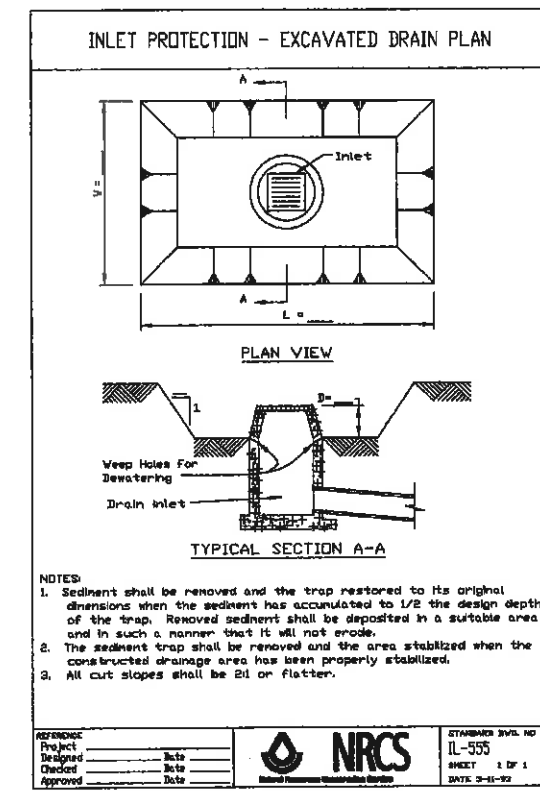 INLET PROTECTION - EXCAVATED DRAIN PLAN
A
Inlet
W =
A
L =
PLAN VIEW
1
D=
Weep Holes for
Dewatering
Drain Inlet
TYPICAL SECTION A-A
NOTES:
1. Sediment shall be removed and the trap restored to its original
dimensions when the sediment has accumulated to 1/2 the design depth
of the trap. Removed sediment shall be deposited in a suitable area
and in such a manner that it will not erode.
2. The sediment trap shall be removed and the area stabilized when the
constructed drainage area has been properly stabilized.
3. All cut slopes shall be 2:1 or flatter.
REFERENCE
Project
Designed Date
Checked Date
Approved Date
NRCS
Natural Resources Conservation Service
STANDARD DWG. NO
IL-555
SHEET 1 OF 1